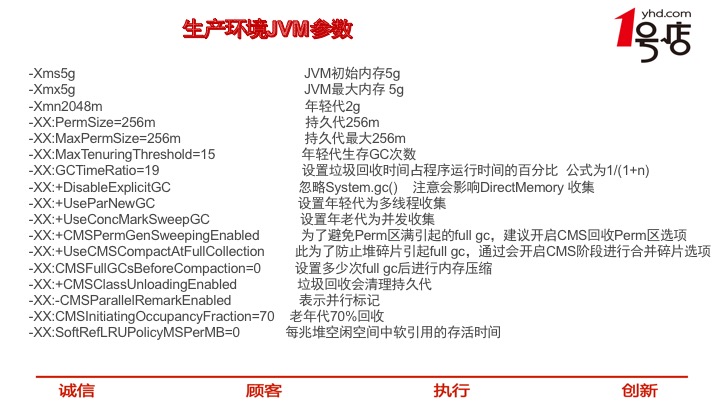 生产环境JVM参数
yhd.com
1号店
-Xms5g JVM初始内存5g
-Xmx5g JVM最大内存 5g
-Xmn2048m 年轻代2g
-XX:PermSize=256m 持久代256m
-XX:MaxPermSize=256m 持久代最大256m
-XX:MaxTenuringThreshold=15 年轻代生存GC次数
-XX:GCTimeRatio=19 设置垃圾回收时间占程序运行时间的百分比 公式为1/(1+n)
-XX:+DisableExplicitGC 忽略System.gc() 注意会影响DirectMemory 收集
-XX:+UseParNewGC 设置年轻代为多线程收集
-XX:+UseConcMarkSweepGC 设置年老代为并发收集
-XX:+CMSPermGenSweepingEnabled 为了避免Perm区满引起的full gc，建议开启CMS回收Perm区选项
-XX:+UseCMSCompactAtFullCollection 此为了防止堆碎片引起full gc，通过会开启CMS阶段进行合并碎片选项
-XX:CMSFullGCsBeforeCompaction=0 设置多少次full gc后进行内存压缩
-XX:+CMSClassUnloadingEnabled 垃圾回收会清理持久代
-XX:-CMSParallelRemarkEnabled 表示并行标记
-XX:CMSInitiatingOccupancyFraction=70 老年代70%回收
-XX:SoftRefLRUPolicyMSPerMB=0 每兆堆空闲空间中软引用的存活时间
诚信 顾客 执行 创新